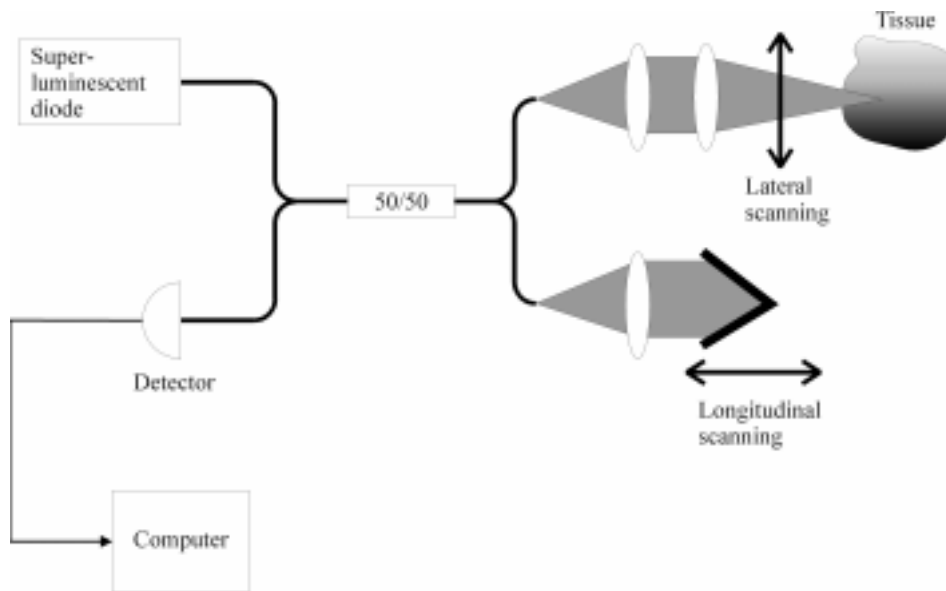 Super-
luminescent
diode
Tissue
50/50
Lateral
scanning
Detector
Longitudinal
scanning
Computer